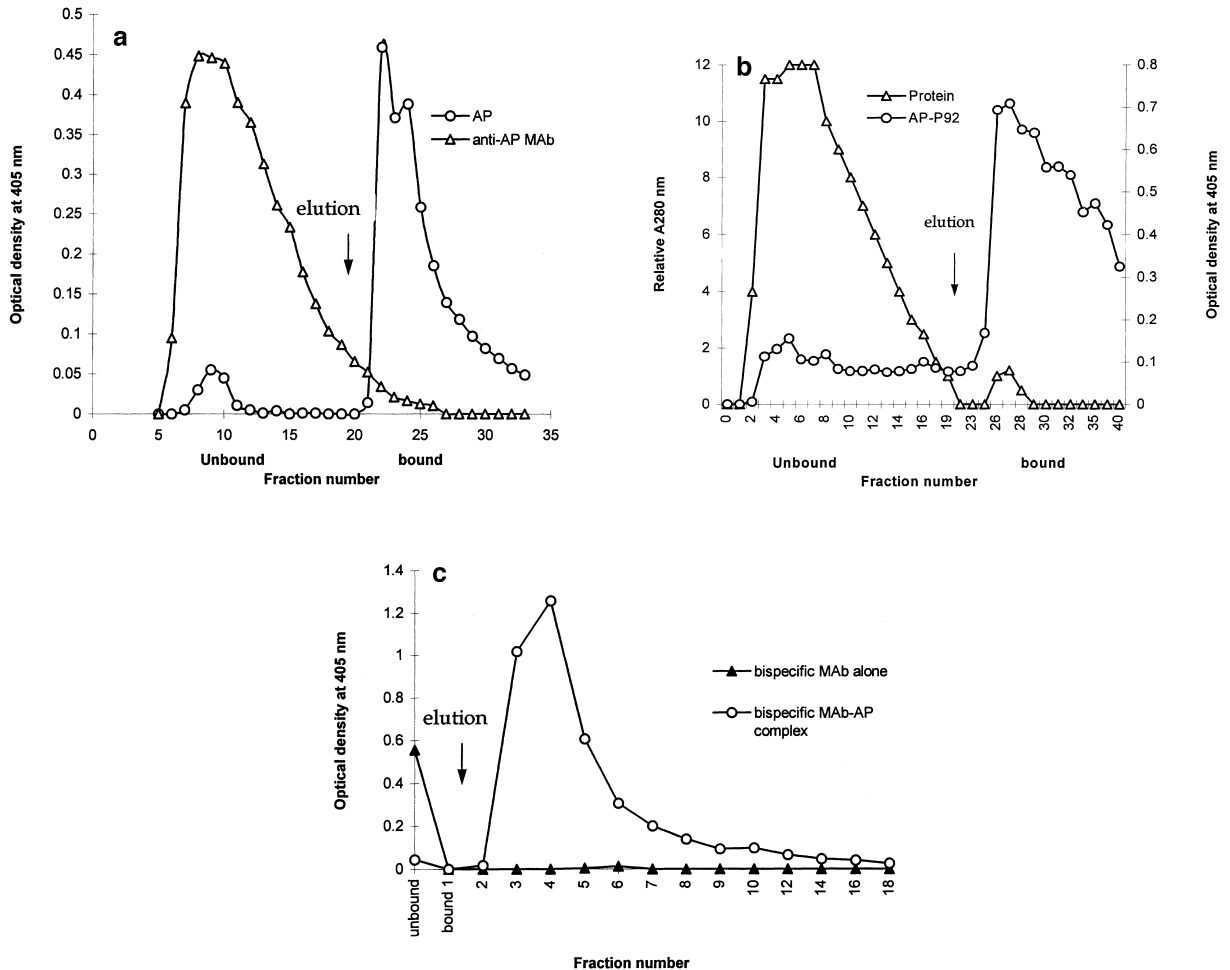 a
0.5
0.45
0.4
0.35
0.3
0.25
0.2
0.15
0.1
0.05
0
Optical density at 405 nm
AP
anti-AP MAb
elution
0 5 10 15 20 25 30 35
Unbound bound
Fraction number
b
12
10
8
6
4
2
0
Relative A280 nm
Protein
AP-P92
elution
0.8
0.7
0.6
0.5
0.4
0.3
0.2
0.1
0
Optical density at 405 nm
0 2 4 6 8 10 12 14 16 19 23 26 28 30 32 35 40
Unbound bound
Fraction number
c
1.4
1.2
1
0.8
0.6
0.4
0.2
0
Optical density at 405 nm
elution
bispecific MAb alone
bispecific MAb-AP
complex
unbound bound 1 2 3 4 5 6 7 8 9 10 12 14 16 18
Fraction number